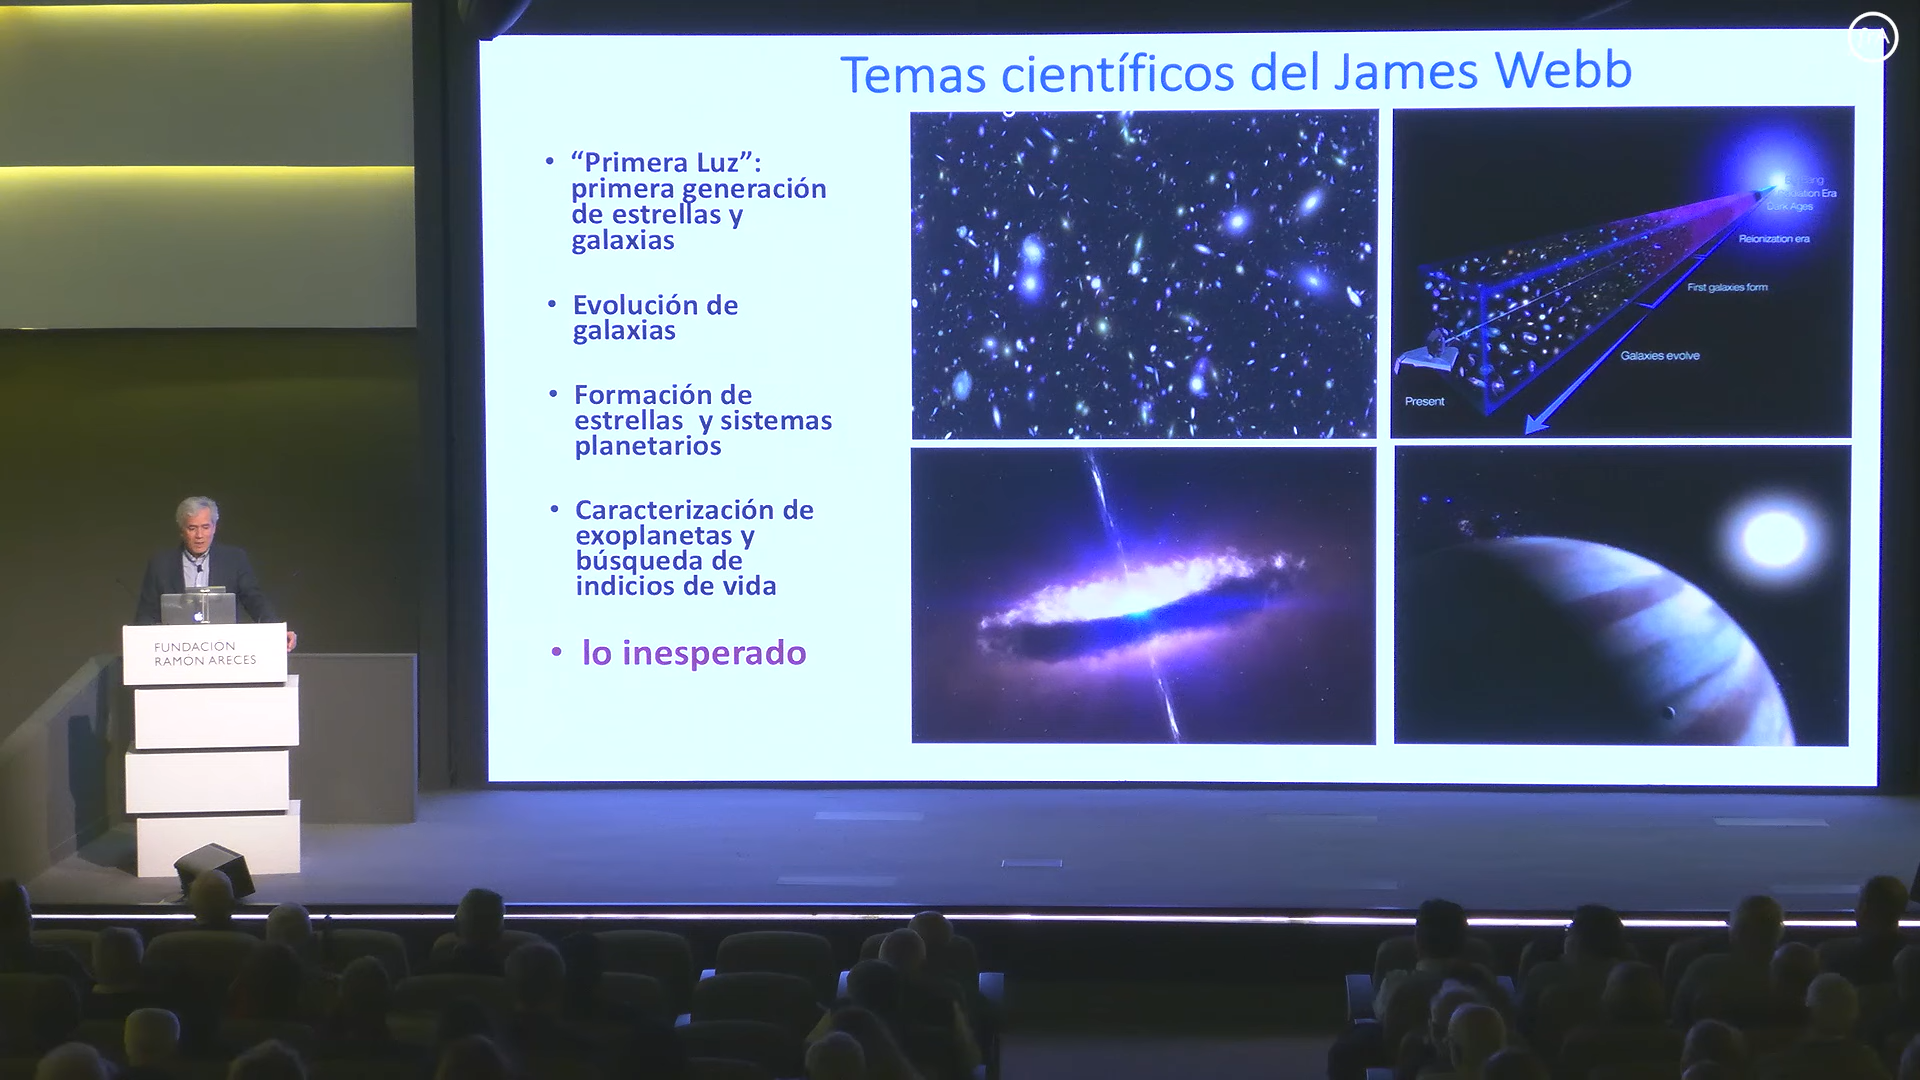 Temas científicos del James Webb
• “Primera Luz”:
primera generación
de estrellas y
galaxias
• Evolución de
galaxias
• Formación de
estrellas y sistemas
planetarios
• Caracterización de
exoplanetas y
búsqueda de
indicios de vida
• lo inesperado
Era
Dark Ages
Reionization era
First galaxies form
Galaxies evolve
Present
FUNDACION
RAMON ARECES